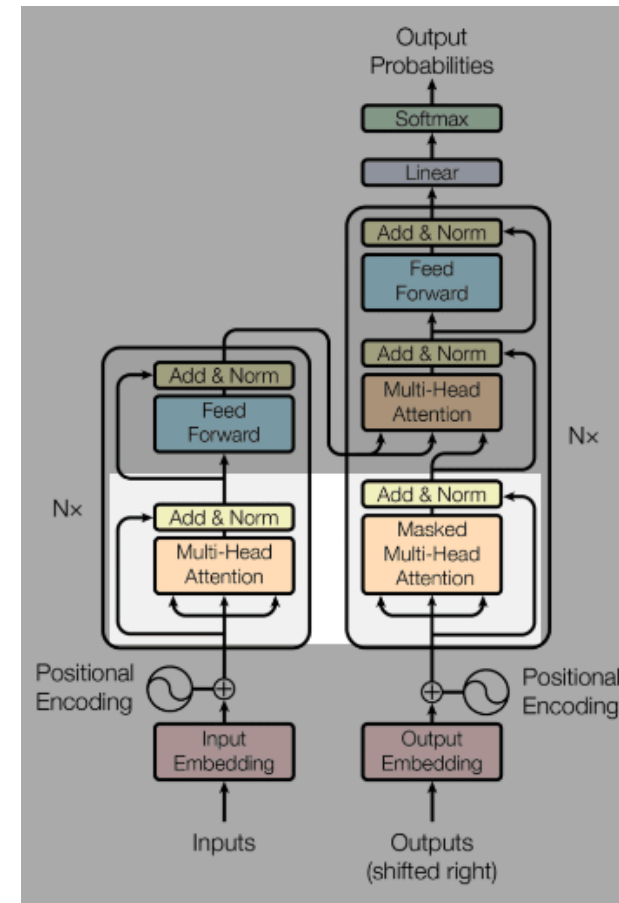 Output
Probabilities
Softmax
Linear
Add & Norm
Feed
Forward
Add & Norm
Multi-Head
Attention
N×
Add & Norm
Feed
Forward
N×
Add & Norm
Multi-Head
Attention
Add & Norm
Masked
Multi-Head
Attention
Positional
Encoding
Positional
Encoding
Input
Embedding
Output
Embedding
Inputs
Outputs
(shifted right)